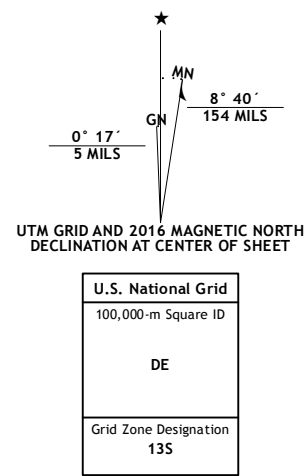 ★
MN
GN
8° 40´
154 MILS
0° 17´
5 MILS
UTM GRID AND 2016 MAGNETIC NORTH
DECLINATION AT CENTER OF SHEET
U.S. National Grid
100,000-m Square ID
DE
Grid Zone Designation
13S